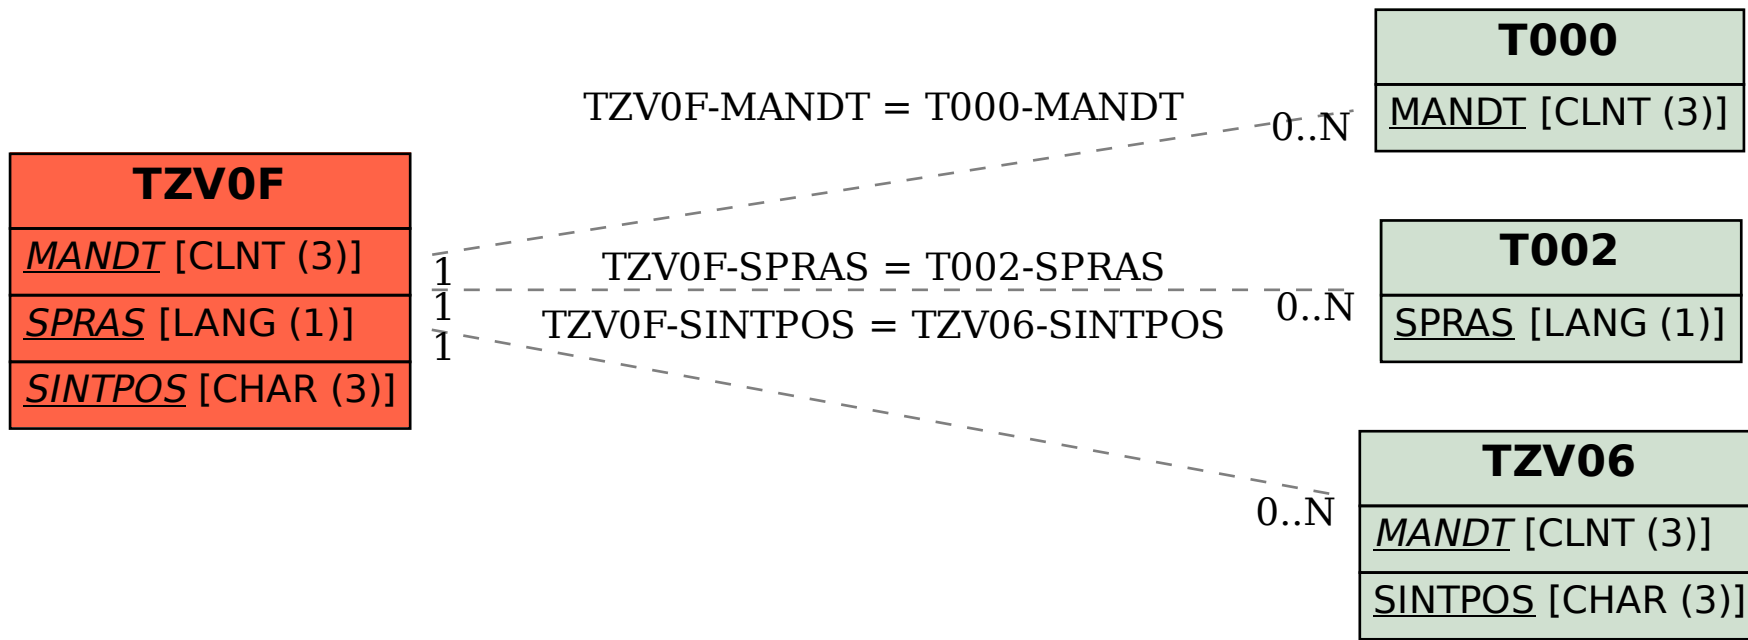 TZV0F
MANDT [CLNT (3)]
SPRAS [LANG (1)]
SINTPOS [CHAR (3)]
TZV0F-MANDT = T000-MANDT
0..N
1
TZV0F-SPRAS = T002-SPRAS
0..N
1
TZV0F-SINTPOS = TZV06-SINTPOS
0..N
1
T000
MANDT [CLNT (3)]
T002
SPRAS [LANG (1)]
TZV06
MANDT [CLNT (3)]
SINTPOS [CHAR (3)]